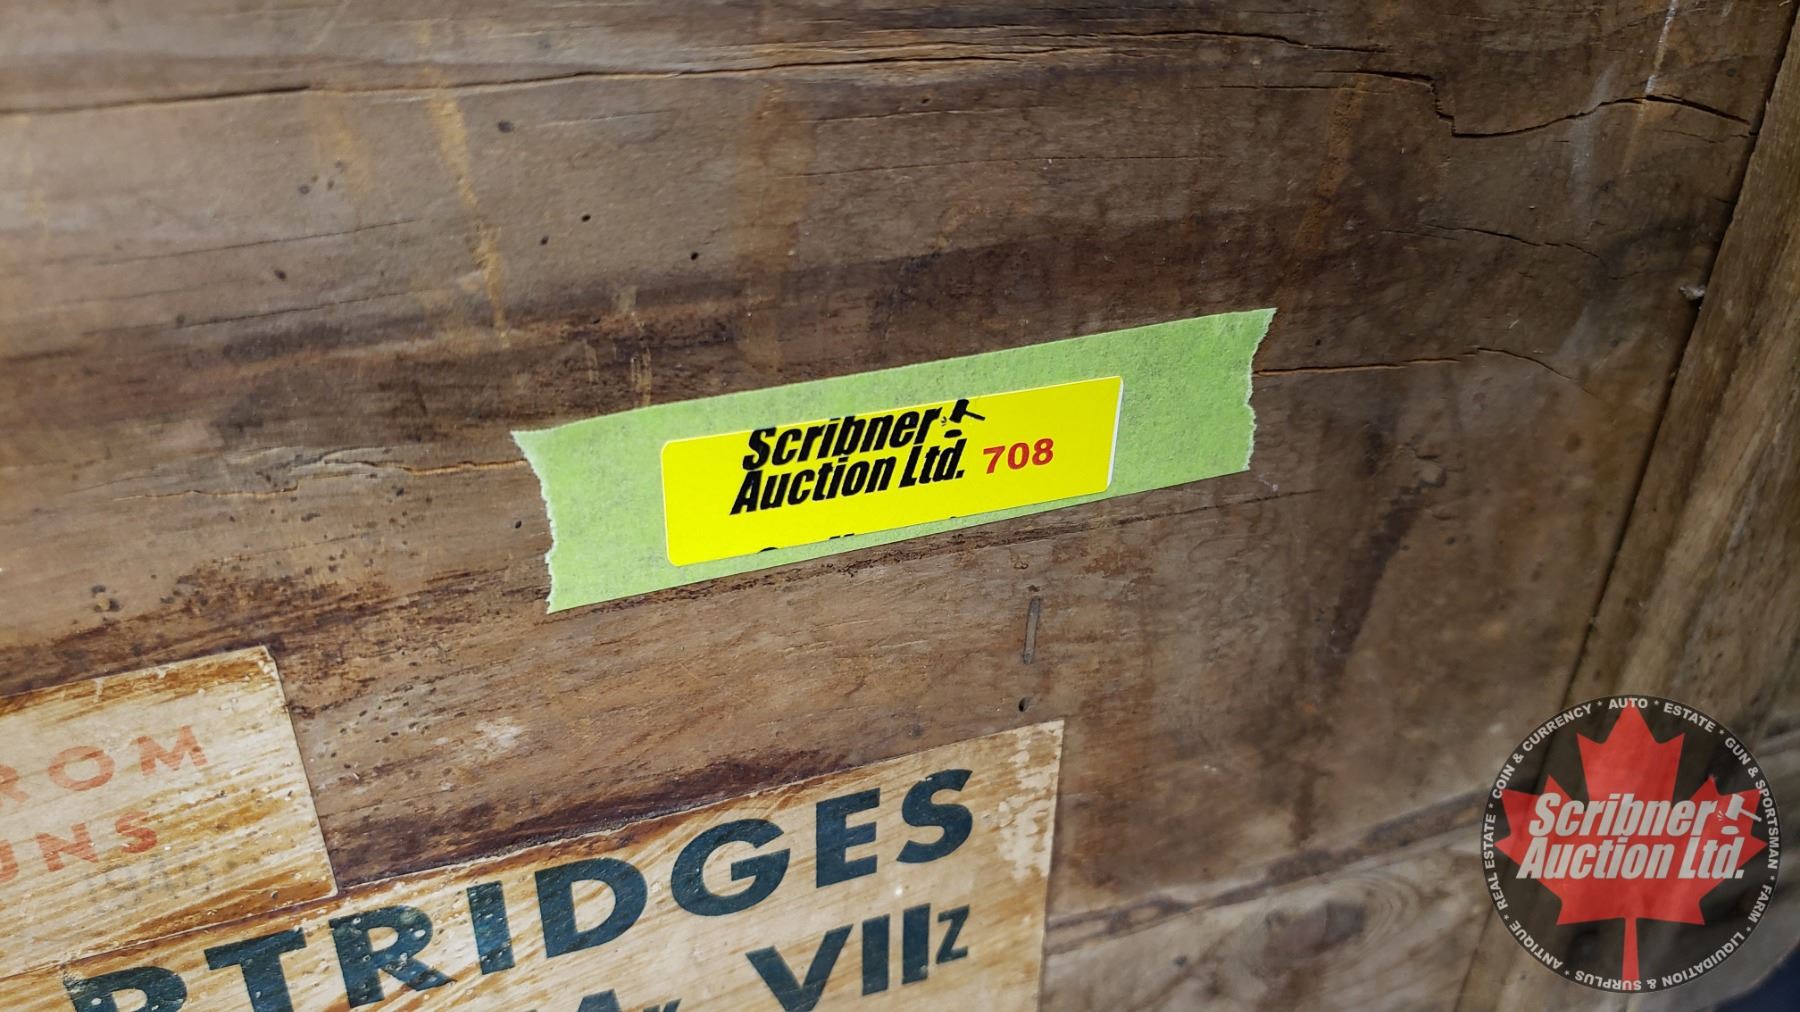 Scribner
Auction Ltd. 708
ROM
UNS
RTRIDGES
VIIz
COIN & CURRENCY * AUTO * ESTATE * GUN & SPORTSMAN * FARM * LIQUIDATION & SURPLUS * ANTIQUE * REAL ESTATE *
Scribner
Auction Ltd.